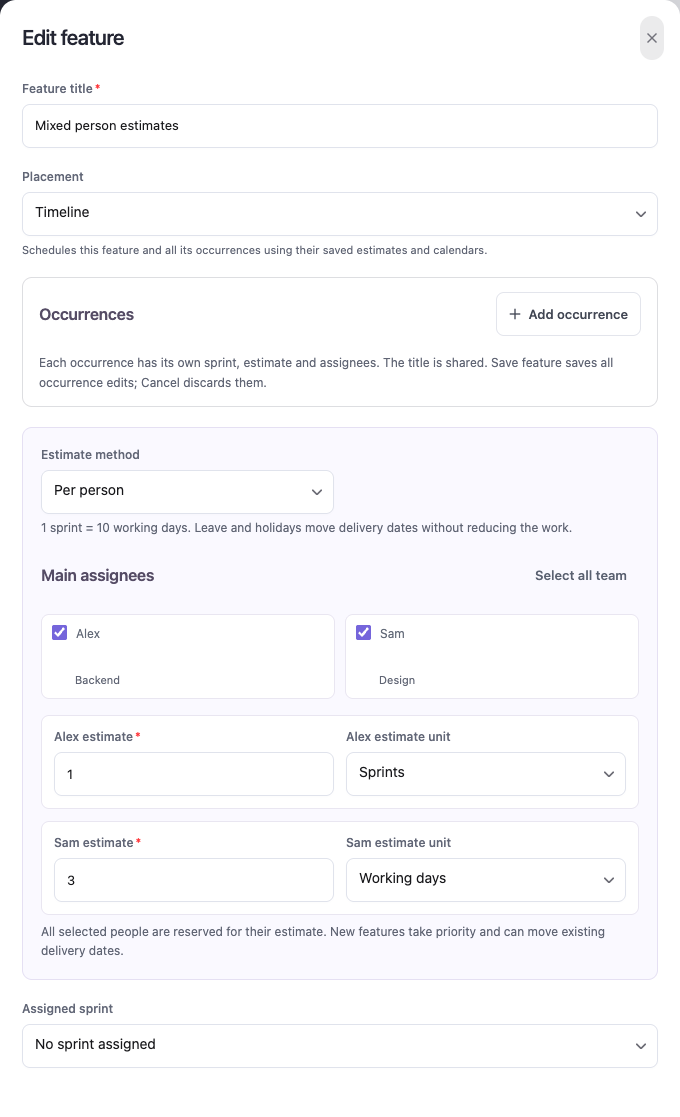 Edit feature
Feature title *
Mixed person estimates
Placement
Timeline
Schedules this feature and all its occurrences using their saved estimates and calendars.
Occurrences
+ Add occurrence
Each occurrence has its own sprint, estimate and assignees. The title is shared. Save feature saves all
occurrence edits; Cancel discards them.
Estimate method
Per person
1 sprint = 10 working days. Leave and holidays move delivery dates without reducing the work.
Main assignees
Select all team
Alex
Backend
Sam
Design
Alex estimate *
Alex estimate unit
1
Sprints
Sam estimate *
Sam estimate unit
3
Working days
All selected people are reserved for their estimate. New features take priority and can move existing
delivery dates.
Assigned sprint
No sprint assigned